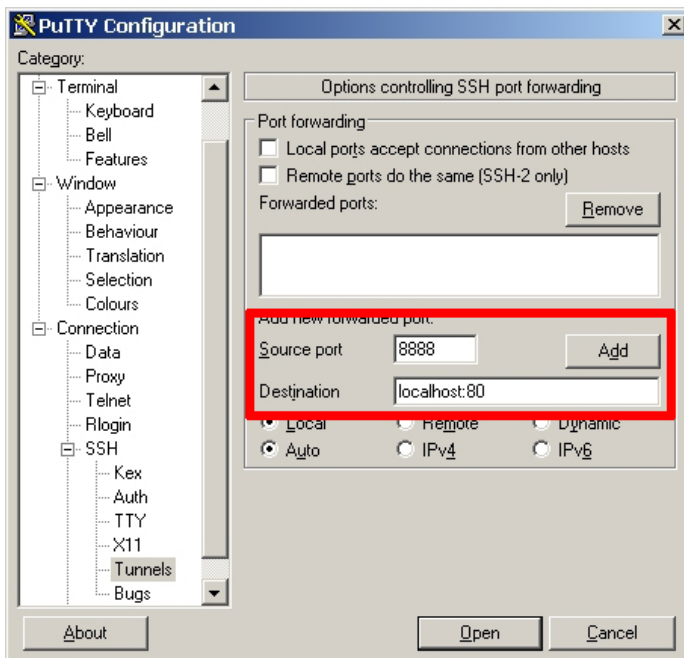 PuTTY Configuration
Category:
Terminal
Keyboard
Bell
Features
Window
Appearance
Behaviour
Translation
Selection
Colours
Connection
Data
Proxy
Telnet
Rlogin
SSH
Kex
Auth
TTY
X11
Tunnels
Bugs
Options controlling SSH port forwarding
Port forwarding
Local ports accept connections from other hosts
Remote ports do the same (SSH-2 only)
Forwarded ports:
Remove
Add new forwarded port:
Source port 8888 Add
Destination localhost:80
Local Remote Dynamic
Auto IPv4 IPv6
About Open Cancel